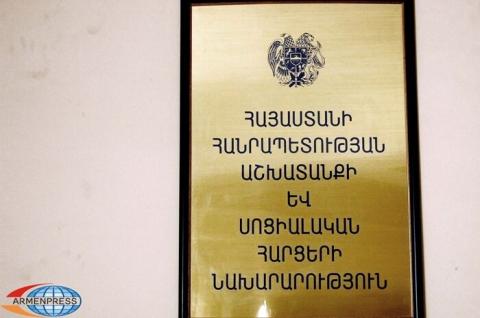 ՀԱՅԱՍՏԱՆԻ
ՀԱՆՐԱՊԵՏՈՒԹՅԱՆ
ԱՇԽԱՏԱՆՔԻ
ԵՎ
ՍՈՑԻԱԼԱԿԱՆ
ՀԱՐՑԵՐԻ
ՆԱԽԱՐԱՐՈՒԹՅՈՒՆ
ARMENPRESS